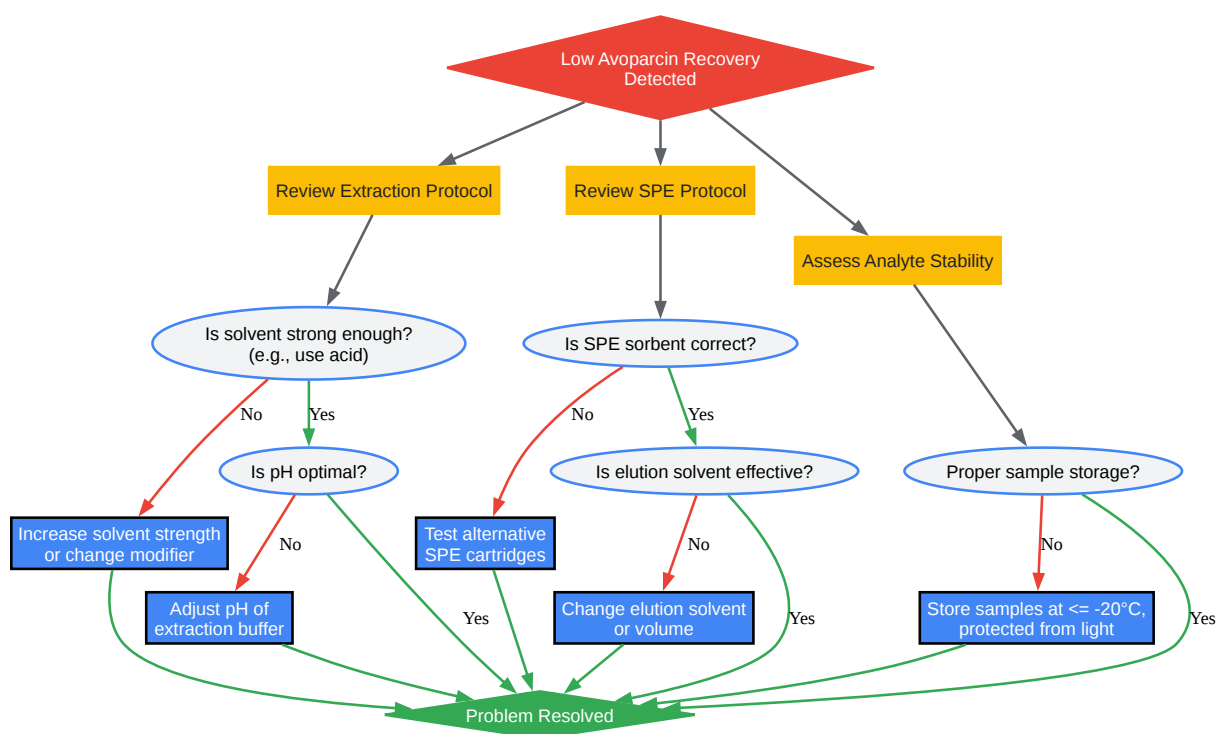 Low Avoparcin Recovery
Detected
Review Extraction Protocol
Review SPE Protocol
Assess Analyte Stability
Is solvent strong enough?
(e.g., use acid)
Is SPE sorbent correct?
No
Yes
No
Yes
Is pH optimal?
Is elution solvent effective?
Proper sample storage?
Increase solvent strength
or change modifier
No
Test alternative
SPE cartridges
No
No
Adjust pH of
extraction buffer
Yes
Change elution solvent
or volume
Yes
Store samples at <= -20°C,
protected from light
Yes
Problem Resolved